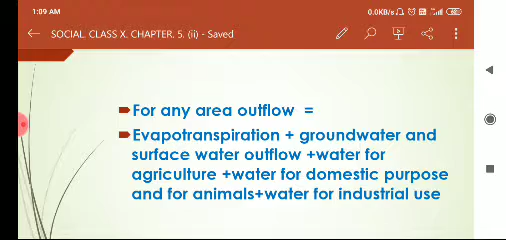 1:09 AM
0.0KB/s
SOCIAL. CLASS X. CHAPTER. 5. (ii) - Saved
For any area outflow =
Evapotranspiration + groundwater and
surface water outflow +water for
agriculture +water for domestic purpose
and for animals+water for industrial use